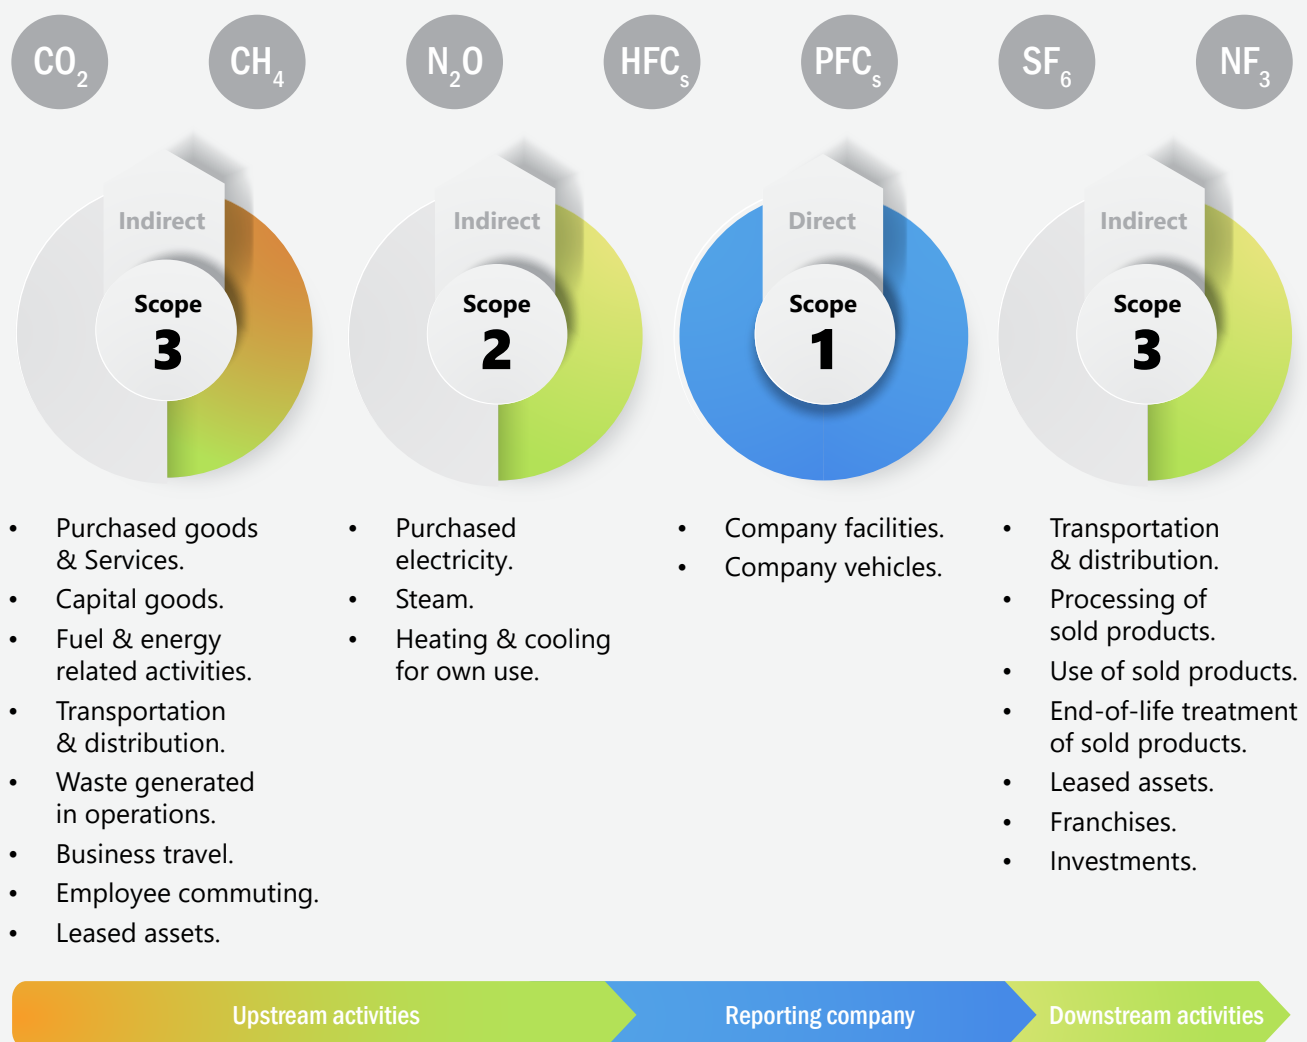 CO2
CH4
N2O
HFCs
PFCs
SF6
NF3
Indirect
Scope
3
• Purchased goods
& Services.
• Capital goods.
• Fuel & energy
related activities.
• Transportation
& distribution.
• Waste generated
in operations.
• Business travel.
• Employee commuting.
• Leased assets.
Indirect
Scope
2
• Purchased
electricity.
• Steam.
• Heating & cooling
for own use.
Direct
Scope
1
• Company facilities.
• Company vehicles.
Indirect
Scope
3
• Transportation
& distribution.
• Processing of
sold products.
• Use of sold products.
• End-of-life treatment
of sold products.
• Leased assets.
• Franchises.
• Investments.
Upstream activities
Reporting company
Downstream activities